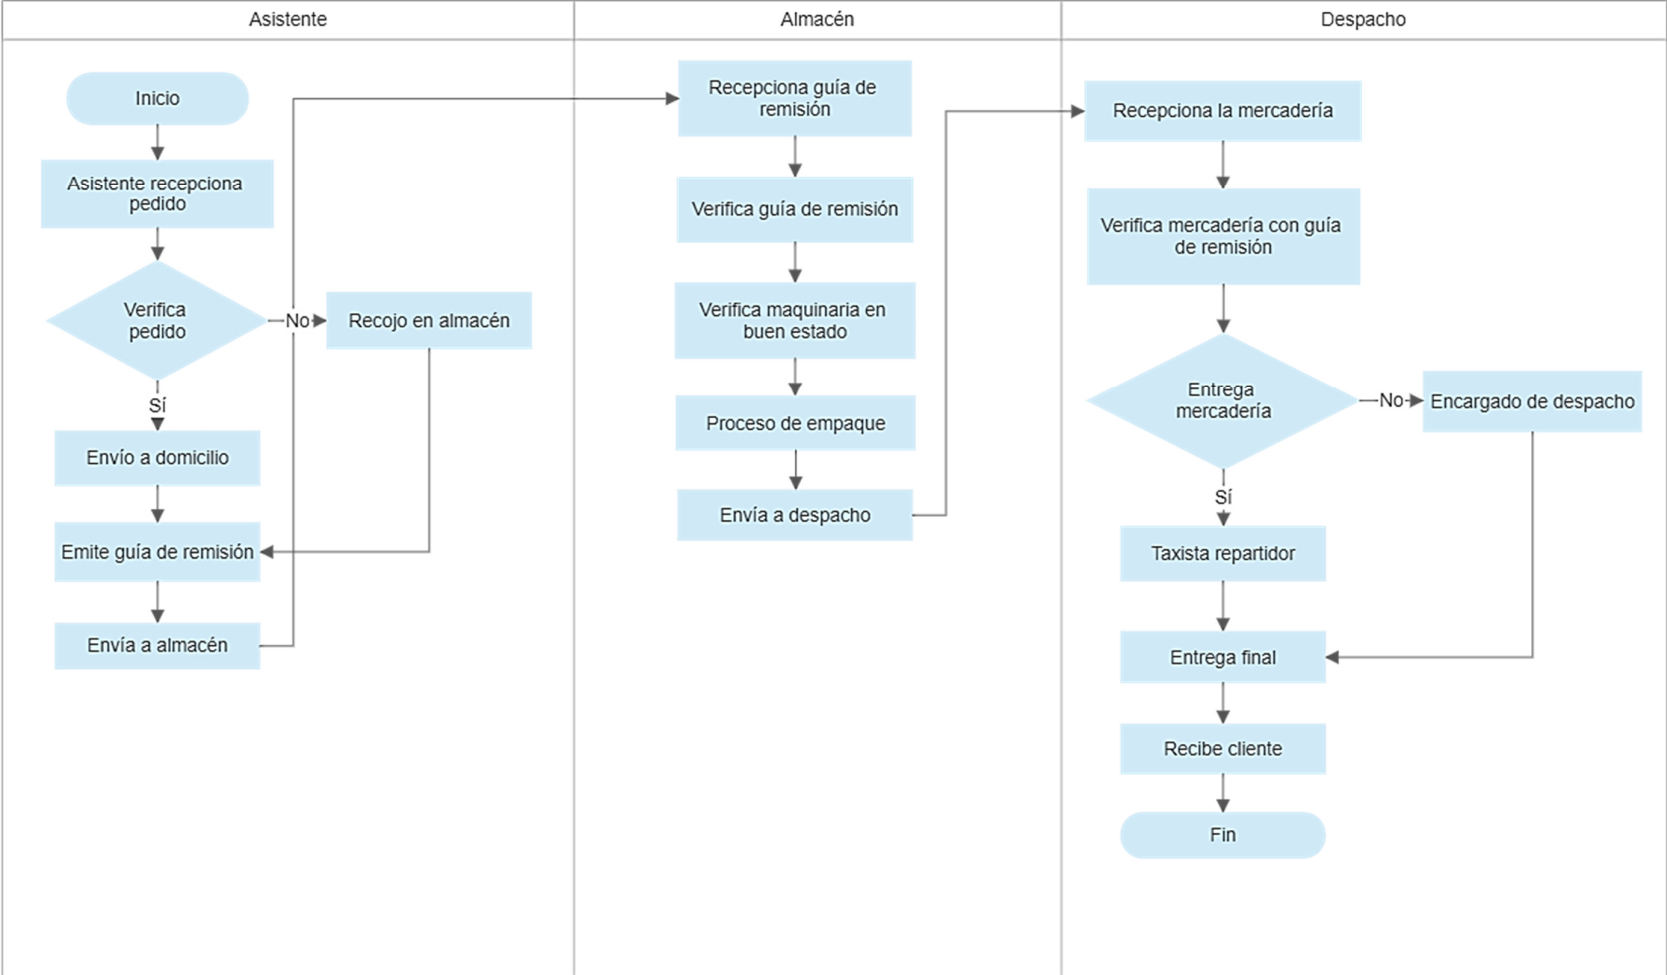 Asistente
Almacén
Despacho
Inicio
Asistente recepciona
pedido
Verifica
pedido
No
Recojo en almacén
Sí
Envío a domicilio
Emite guía de remisión
Envía a almacén
Recepciona guía de
remisión
Verifica guía de remisión
Verifica maquinaria en
buen estado
Proceso de empaque
Envía a despacho
Recepciona la mercadería
Verifica mercadería con guía
de remisión
Entrega
mercadería
No
Encargado de despacho
Sí
Taxista repartidor
Entrega final
Recibe cliente
Fin